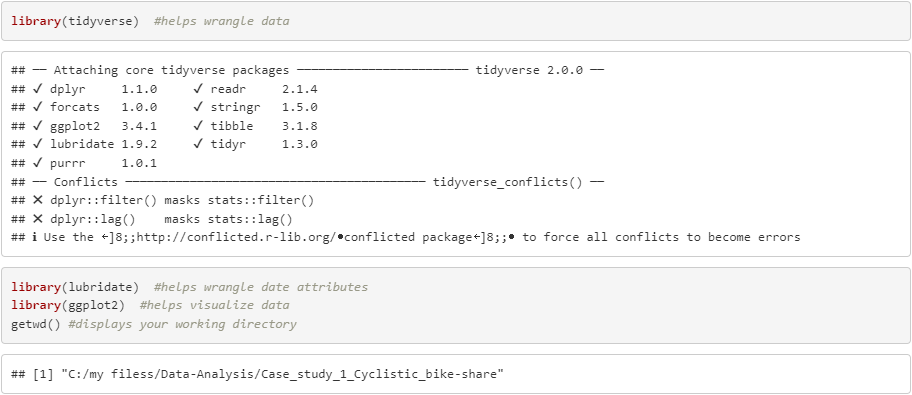 library(tidyverse)  #helps wrangle data
## ── Attaching core tidyverse packages ──────────────────────── tidyverse 2.0.0 ──
## ✓ dplyr     1.1.0     ✓ readr     2.1.4
## ✓ forcats   1.0.0     ✓ stringr   1.5.0
## ✓ ggplot2   3.4.1     ✓ tibble    3.1.8
## ✓ lubridate 1.9.2     ✓ tidyr     1.3.0
## ✓ purrr     1.0.1
## ── Conflicts ────────────────────────────────────────── tidyverse_conflicts() ──
## ✕ dplyr::filter() masks stats::filter()
## ✕ dplyr::lag()    masks stats::lag()
## ℹ Use the ←]8;;http://conflicted.r-lib.org/•conflicted package←]8;;• to force all conflicts to become errors
library(lubridate)  #helps wrangle date attributes
library(ggplot2)  #helps visualize data
getwd() #displays your working directory
## [1] "C:/my filess/Data-Analysis/Case_study_1_Cyclistic_bike-share"